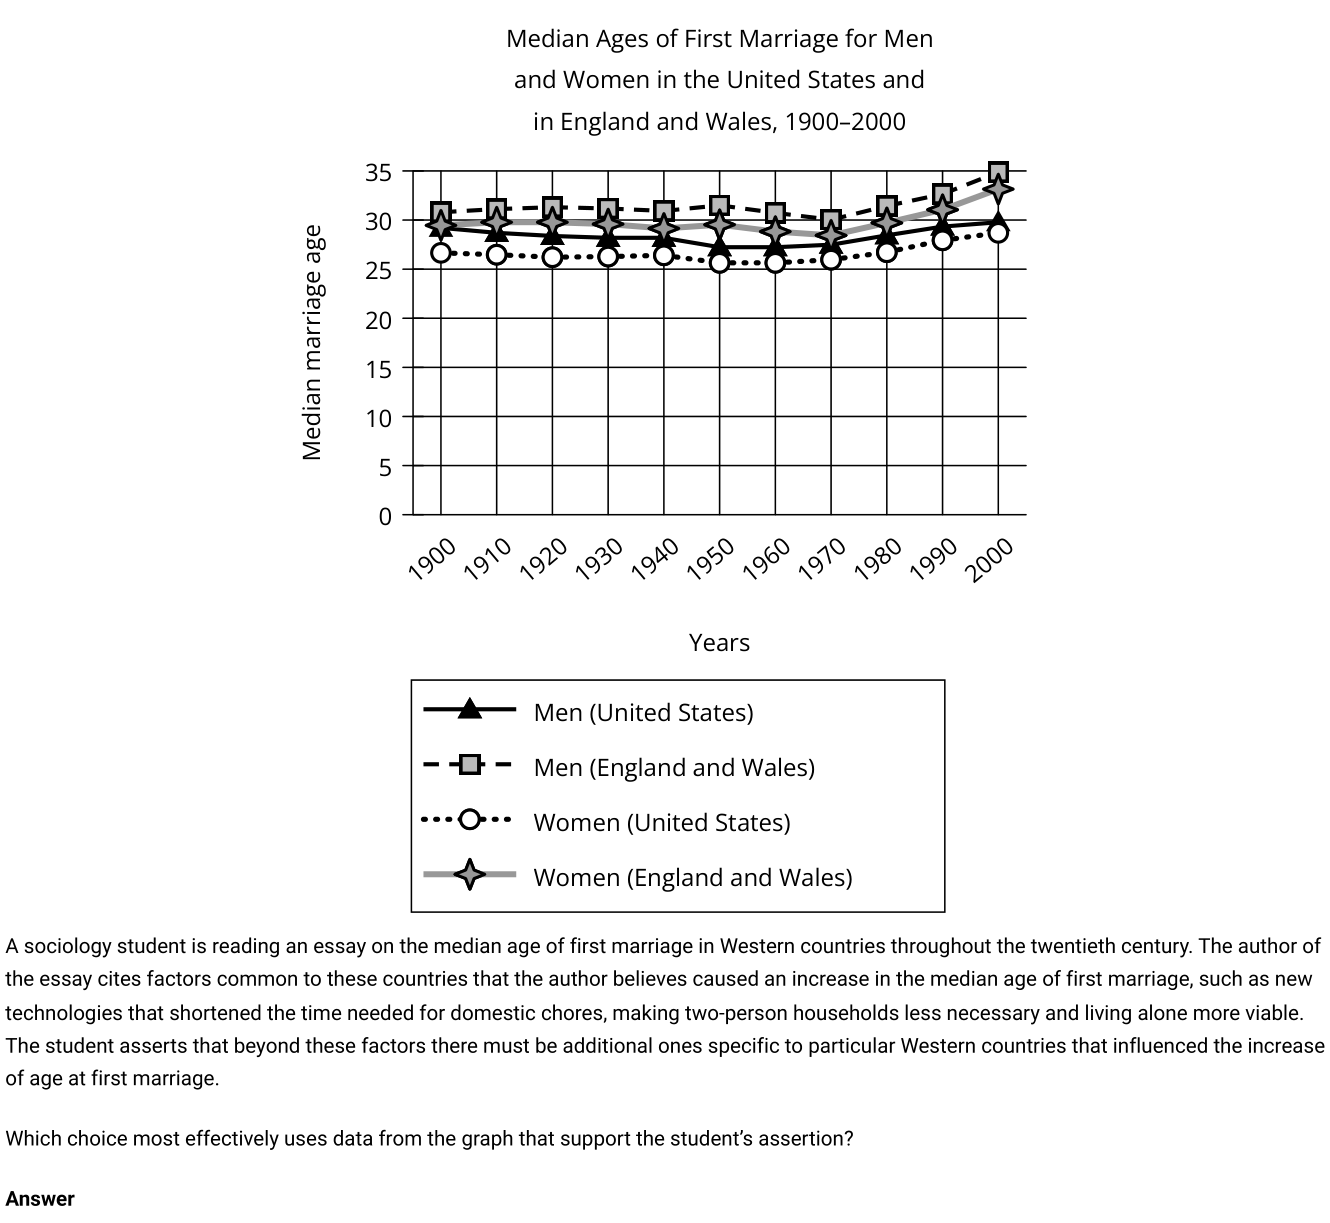 Median Ages of First Marriage for Men
and Women in the United States and
in England and Wales, 1900–2000
Median marriage age
35
30
25
20
15
10
5
0
1900
1910
1920
1930
1940
1950
1960
1970
1980
1990
2000
Years
Men (United States)
Men (England and Wales)
Women (United States)
Women (England and Wales)
A sociology student is reading an essay on the median age of first marriage in Western countries throughout the twentieth century. The author of
the essay cites factors common to these countries that the author believes caused an increase in the median age of first marriage, such as new
technologies that shortened the time needed for domestic chores, making two-person households less necessary and living alone more viable.
The student asserts that beyond these factors there must be additional ones specific to particular Western countries that influenced the increase
of age at first marriage.
Which choice most effectively uses data from the graph that support the student’s assertion?
Answer